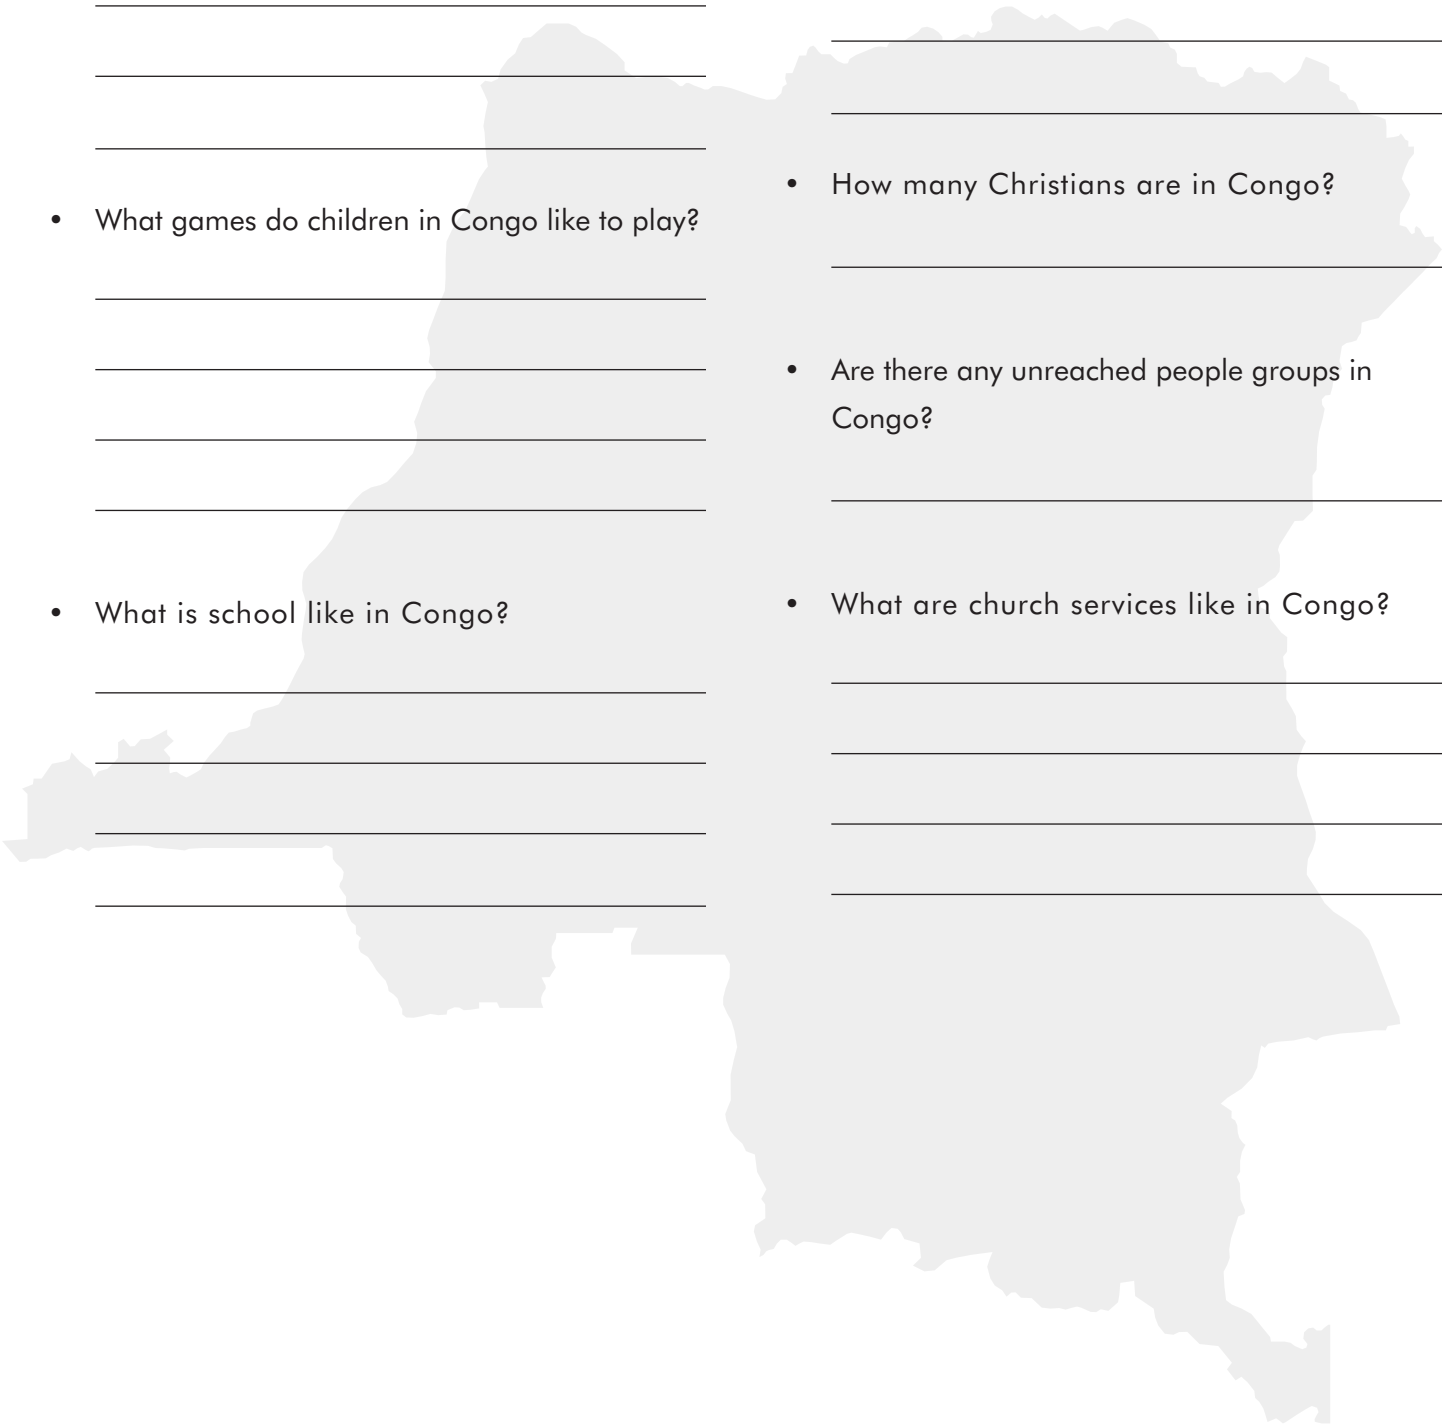 • What games do children in Congo like to play?
• What is school like in Congo?
• How many Christians are in Congo?
• Are there any unreached people groups in
Congo?
• What are church services like in Congo?